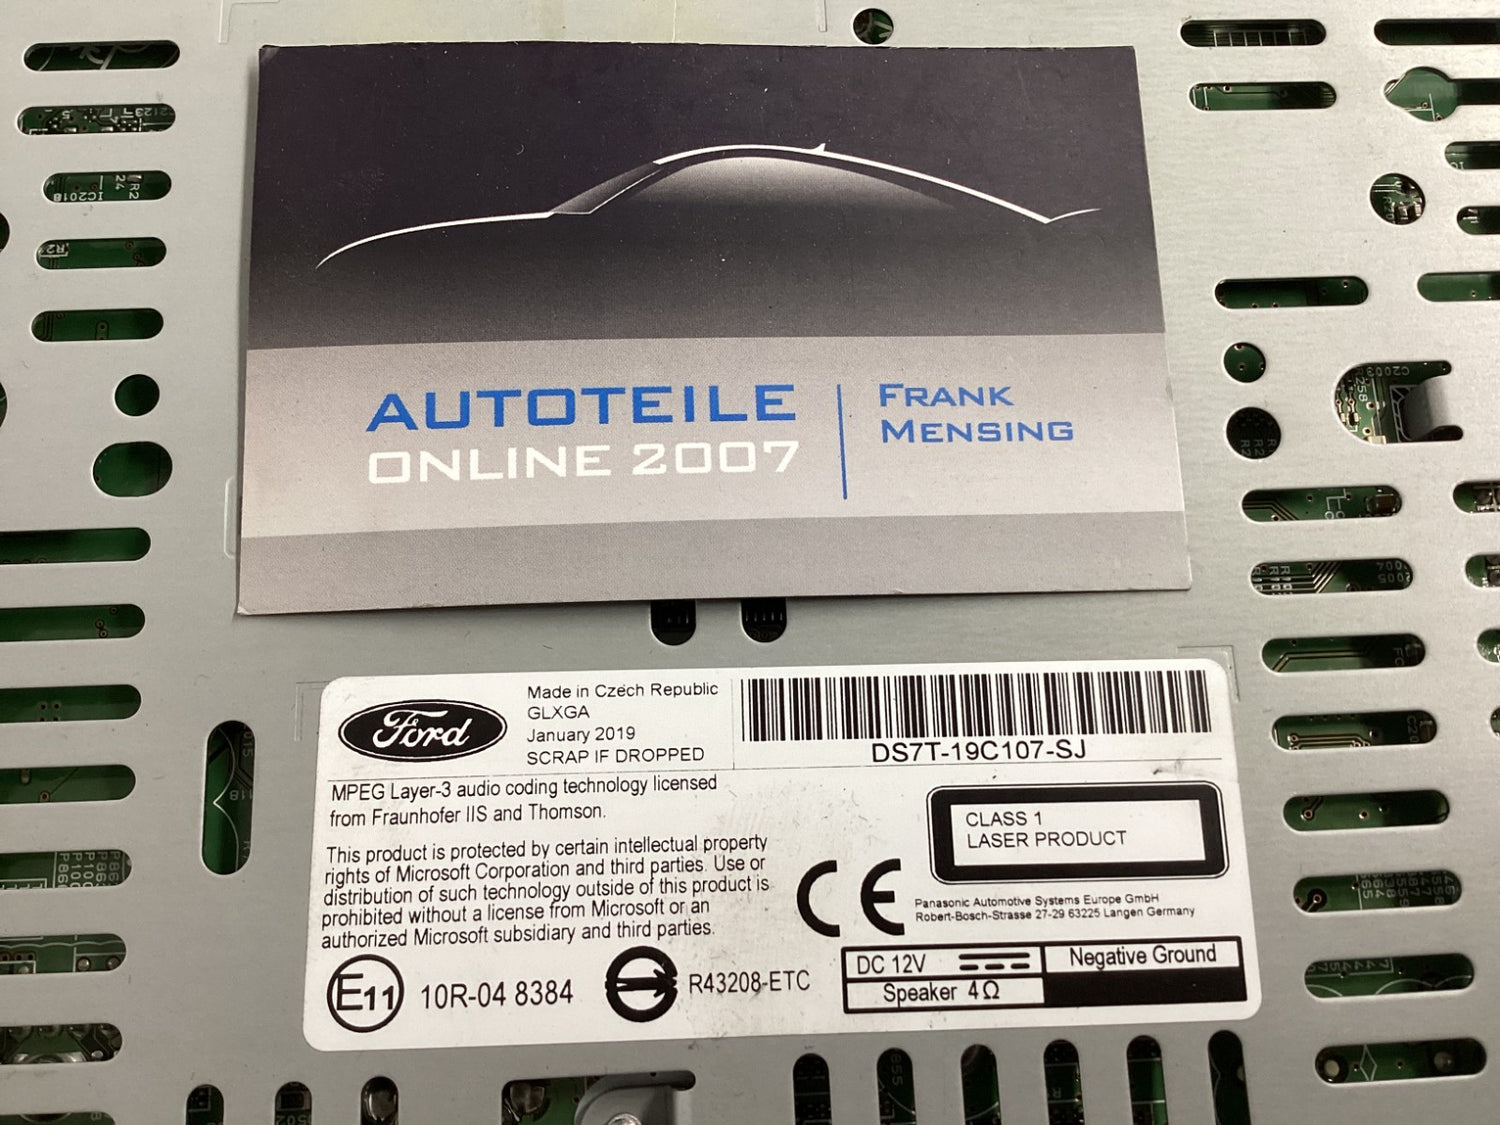 AUTOTEILE
ONLINE 2007
FRANK
MENSING
Ford
Made in Czech Republic
GLXGA
January 2019
SCRAP IF DROPPED
DS7T-19C107-SJ
MPEG Layer-3 audio coding technology licensed
from Fraunhofer IIS and Thomson.
This product is protected by certain intellectual property
rights of Microsoft Corporation and third parties. Use or
distribution of such technology outside of this product is
prohibited without a license from Microsoft or an
authorized Microsoft subsidiary and third parties.
CLASS 1
LASER PRODUCT
CE
Panasonic Automotive Systems Europe GmbH
Robert-Bosch-Strasse 27-29 63225 Langen Germany
E11
10R-04 8384
R43208-ETC
DC 12V
Negative Ground
Speaker 4Ω